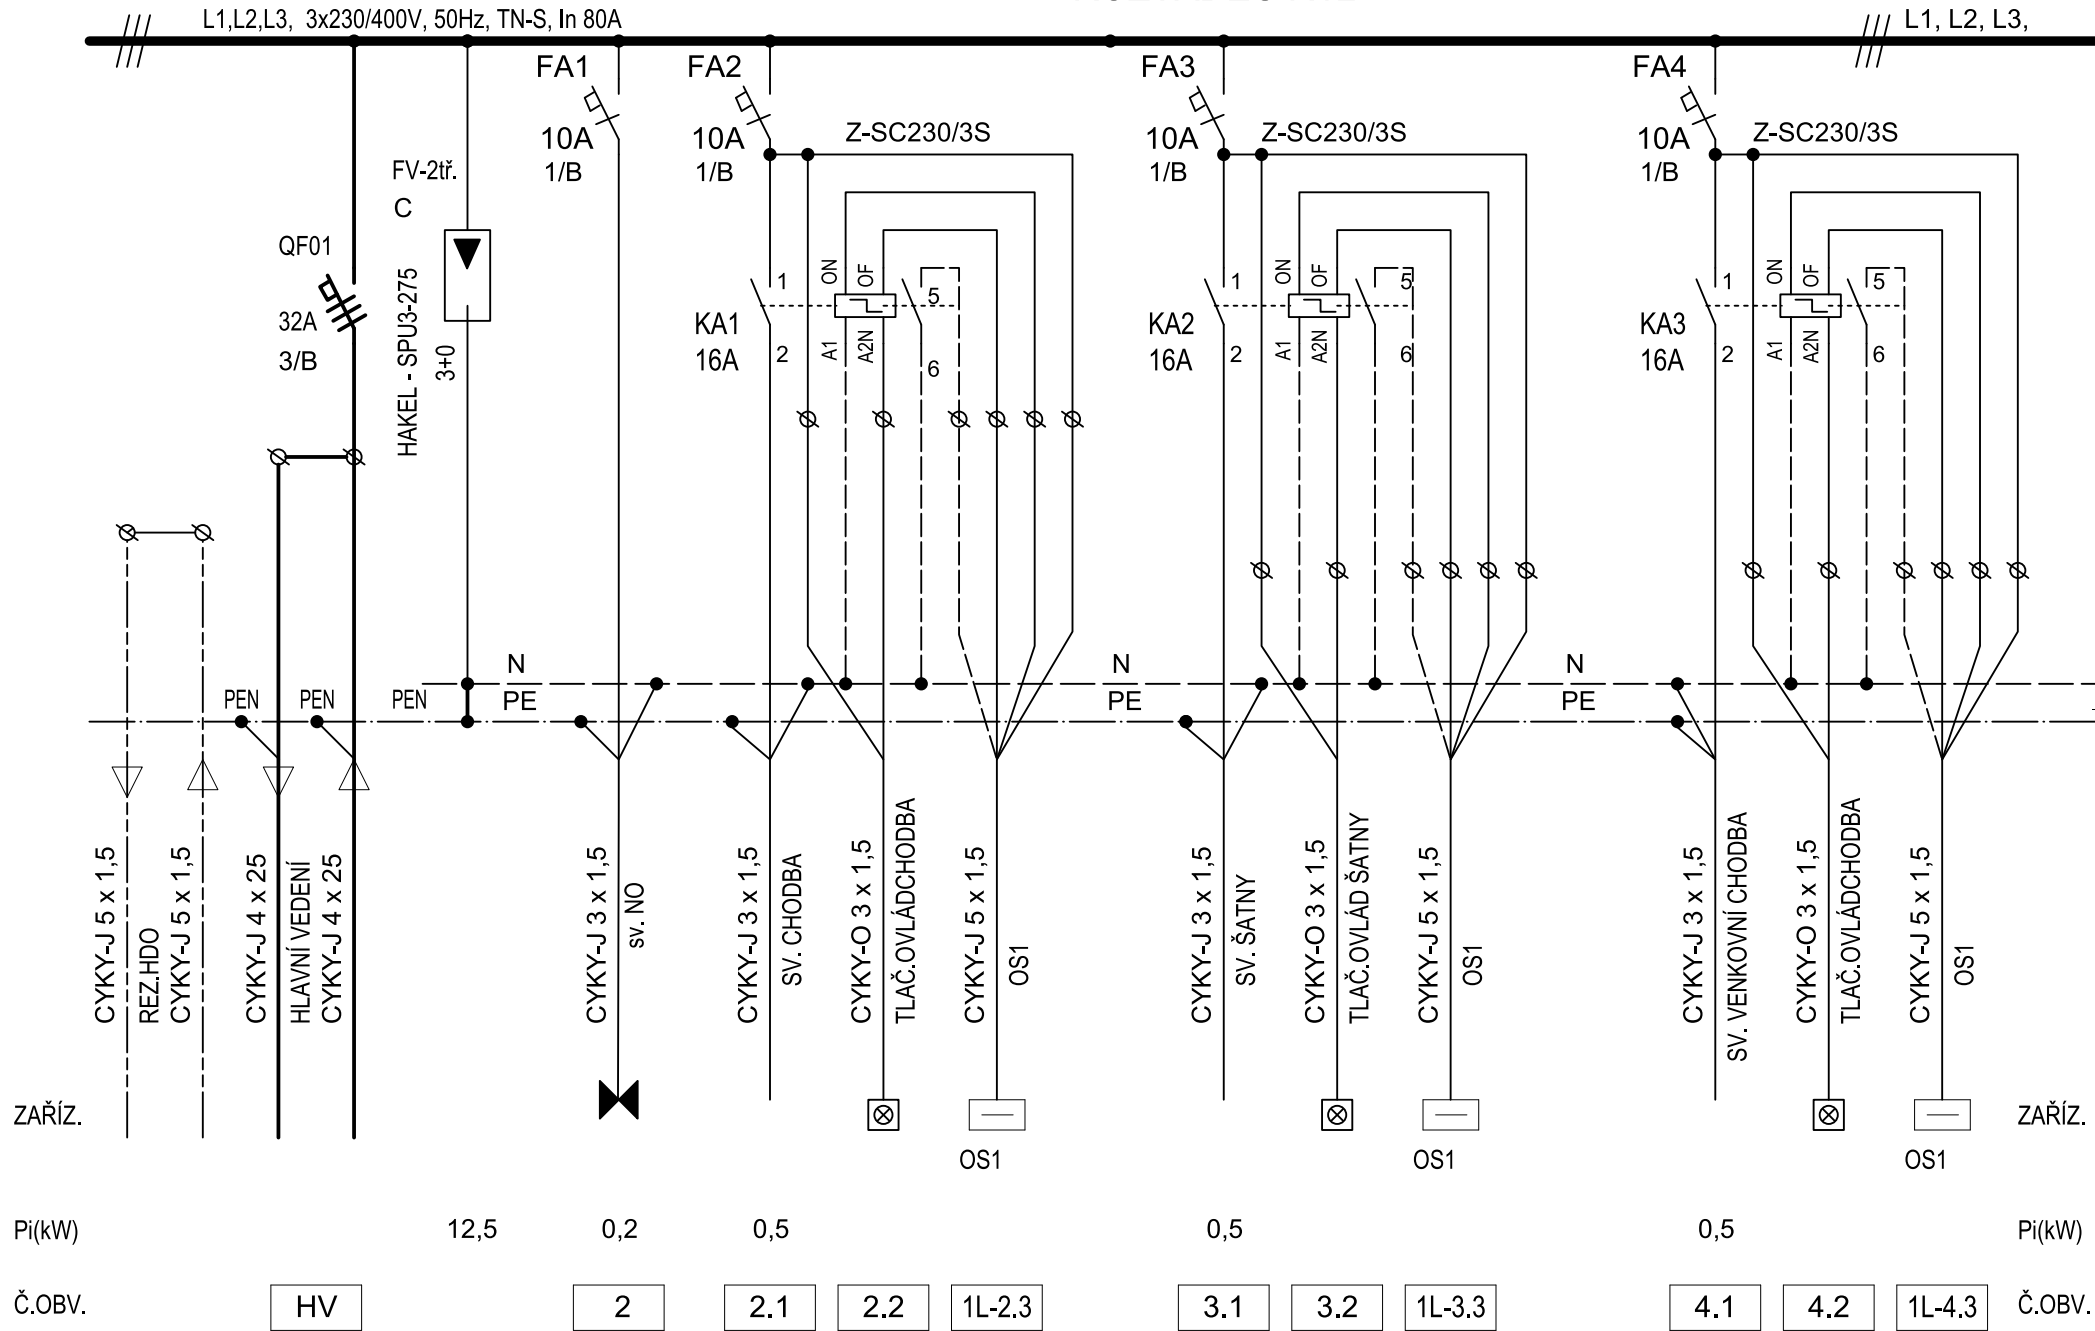 L1,L2,L3, 3x230/400V, 50Hz, TN-S, In 80A
L1, L2, L3,
FA1
10A
1/B
FA2
10A
1/B
Z-SC230/3S
FA3
10A
1/B
Z-SC230/3S
FA4
10A
1/B
Z-SC230/3S
FV-2tř.
C
HAKEL - SPU3-275
3+0
QF01
32A
3/B
KA1
16A
1
2
ON
OF
A1
A2N
5
6
KA2
16A
1
2
ON
OF
A1
A2N
5
6
KA3
16A
1
2
ON
OF
A1
A2N
5
6
N
N
N
PEN
PEN
PEN
PE
PE
PE
CYKY-J 5 x 1,5
REZ.HDO
CYKY-J 5 x 1,5
CYKY-J 4 x 25
HLAVNÍ VEDENÍ
CYKY-J 4 x 25
CYKY-J 3 x 1,5
sv. NO
CYKY-J 3 x 1,5
SV. CHODBA
CYKY-O 3 x 1,5
TLAČ.OVLÁDCHODBA
CYKY-J 5 x 1,5
OS1
CYKY-J 3 x 1,5
SV. ŠATNY
CYKY-O 3 x 1,5
TLAČ.OVLÁD ŠATNY
CYKY-J 5 x 1,5
OS1
CYKY-J 3 x 1,5
SV. VENKOVNÍ CHODBA
CYKY-O 3 x 1,5
TLAČ.OVLÁDCHODBA
CYKY-J 5 x 1,5
OS1
ZAŘÍZ.
ZAŘÍZ.
OS1
OS1
OS1
Pi(kW)
12,5
0,2
0,5
0,5
0,5
Pi(kW)
Č.OBV.
HV
2
2.1
2.2
1L-2.3
3.1
3.2
1L-3.3
4.1
4.2
1L-4.3
Č.OBV.